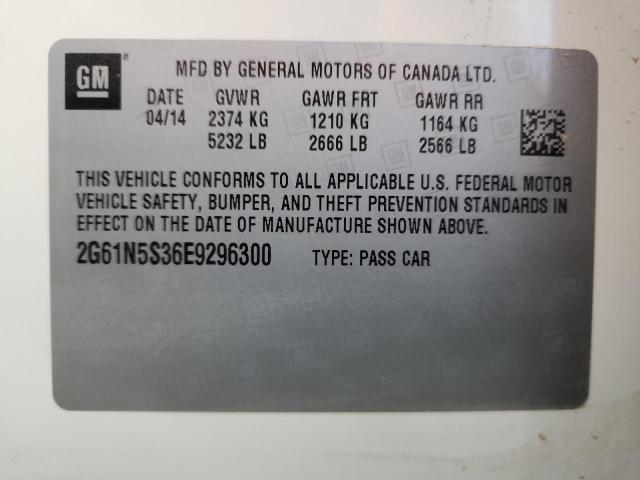 GM ®
MFD BY GENERAL MOTORS OF CANADA LTD.
DATE GVWR GAWR FRT GAWR RR
04/14 2374 KG 1210 KG 1164 KG
5232 LB 2666 LB 2566 LB
THIS VEHICLE CONFORMS TO ALL APPLICABLE U.S. FEDERAL MOTOR
VEHICLE SAFETY, BUMPER, AND THEFT PREVENTION STANDARDS IN
EFFECT ON THE DATE OF MANUFACTURE SHOWN ABOVE.
2G61N5S36E9296300 TYPE: PASS CAR